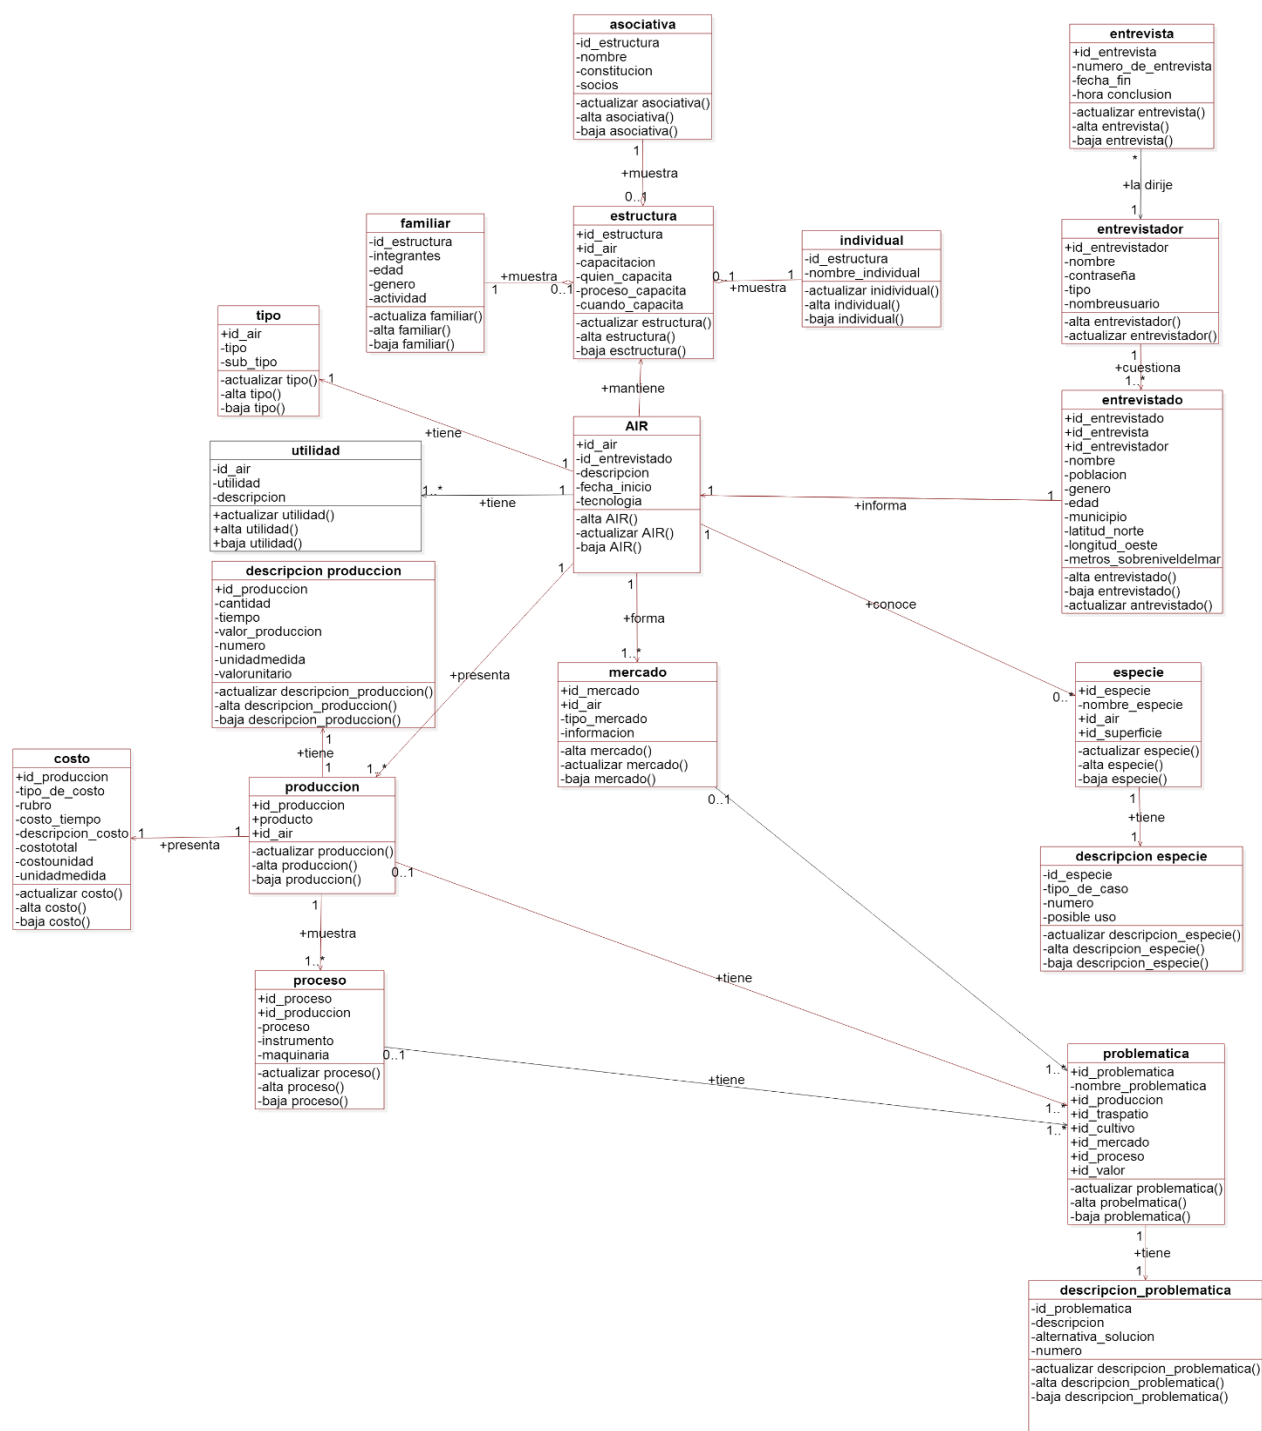 asociativa
-id_estructura
-nombre
-constitucion
-socios
-actualizar asociativa()
-alta asociativa()
-baja asociativa()
1
+muestra
0..1
entrevista
+id_entrevista
-numero_de_entrevista
-fecha_fin
-hora conclusion
-actualizar entrevista()
-alta entrevista()
-baja entrevista()
*
+la dirije
1
familiar
-id_estructura
-integrantes
-edad
-genero
-actividad
-actualiza familiar()
-alta familiar()
-baja familiar()
+muestra
1
0..1
estructura
+id_estructura
+id_air
-capacitacion
-quien_capacita
-proceso_capacita
-cuando_capacita
-actualizar estructura()
-alta estructura()
-baja esctructura()
0..1
1
+muestra
individual
-id_estructura
-nombre_individual
-actualizar inidividual()
-alta individual()
-baja individual()
entrevistador
+id_entrevistador
-nombre
-contraseña
-tipo
-nombreusuario
-alta entrevistador()
-actualizar entrevistador()
1
+cuestiona
1..*
tipo
+id_air
-tipo
-sub_tipo
-actualizar tipo()
-alta tipo()
-baja tipo()
1
+tiene
1
+mantiene
AIR
+id_air
-id_entrevistado
-descripcion
-fecha_inicio
-tecnologia
-alta AIR()
-actualizar AIR()
-baja AIR()
entrevistado
+id_entrevistado
+id_entrevista
+id_entrevistador
-nombre
-poblacion
-genero
-edad
-municipio
-latitud_norte
-longitud_oeste
-metros_sobreniveldelmar
-alta entrevistado()
-baja entrevistado()
-actualizar antrevistado()
1
+informa
1
utilidad
-id_air
-utilidad
-descripcion
+actualizar utilidad()
+alta utilidad()
+baja utilidad()
1..*
+tiene
1
descripcion produccion
+id_produccion
-cantidad
-tiempo
-valor_produccion
-numero
-unidadmedida
-valorunitario
-actualizar descripcion_produccion()
-alta descripcion_produccion()
-baja descripcion_produccion()
1
+tiene
1
1
+presenta
1..*
1
+forma
1..*
1
+conoce
0..*
mercado
+id_mercado
+id_air
-tipo_mercado
-informacion
-alta mercado()
-actualizar mercado()
-baja mercado()
0..1
especie
+id_especie
-nombre_especie
+id_air
+id_superficie
-actualizar especie()
-alta especie()
-baja especie()
1
+tiene
1
costo
+id_produccion
-tipo_de_costo
-rubro
-costo_tiempo
-descripcion_costo
-costototal
-costounidad
-unidadmedida
-actualizar costo()
-alta costo()
-baja costo()
1
+presenta
1
produccion
+id_produccion
+producto
+id_air
-actualizar produccion()
-alta produccion()
-baja produccion()
0..1
1
+muestra
1..*
descripcion especie
-id_especie
-tipo_de_caso
-numero
-posible uso
-actualizar descripcion_especie()
-alta descripcion_especie()
-baja descripcion_especie()
+tiene
proceso
+id_proceso
+id_produccion
-proceso
-instrumento
-maquinaria
-actualizar proceso()
-alta proceso()
-baja proceso()
0..1
+tiene
1..*
1..*
1..*
problematica
+id_problematica
-nombre_problematica
+id_produccion
+id_traspatio
+id_cultivo
+id_mercado
+id_proceso
+id_valor
-actualizar problematica()
-alta probelmatica()
-baja problematica()
1
+tiene
1
descripcion_problematica
-id_problematica
-descripcion
-alternativa_solucion
-numero
-actualizar descripcion_problematica()
-alta descripcion_problematica()
-baja descripcion_problematica()